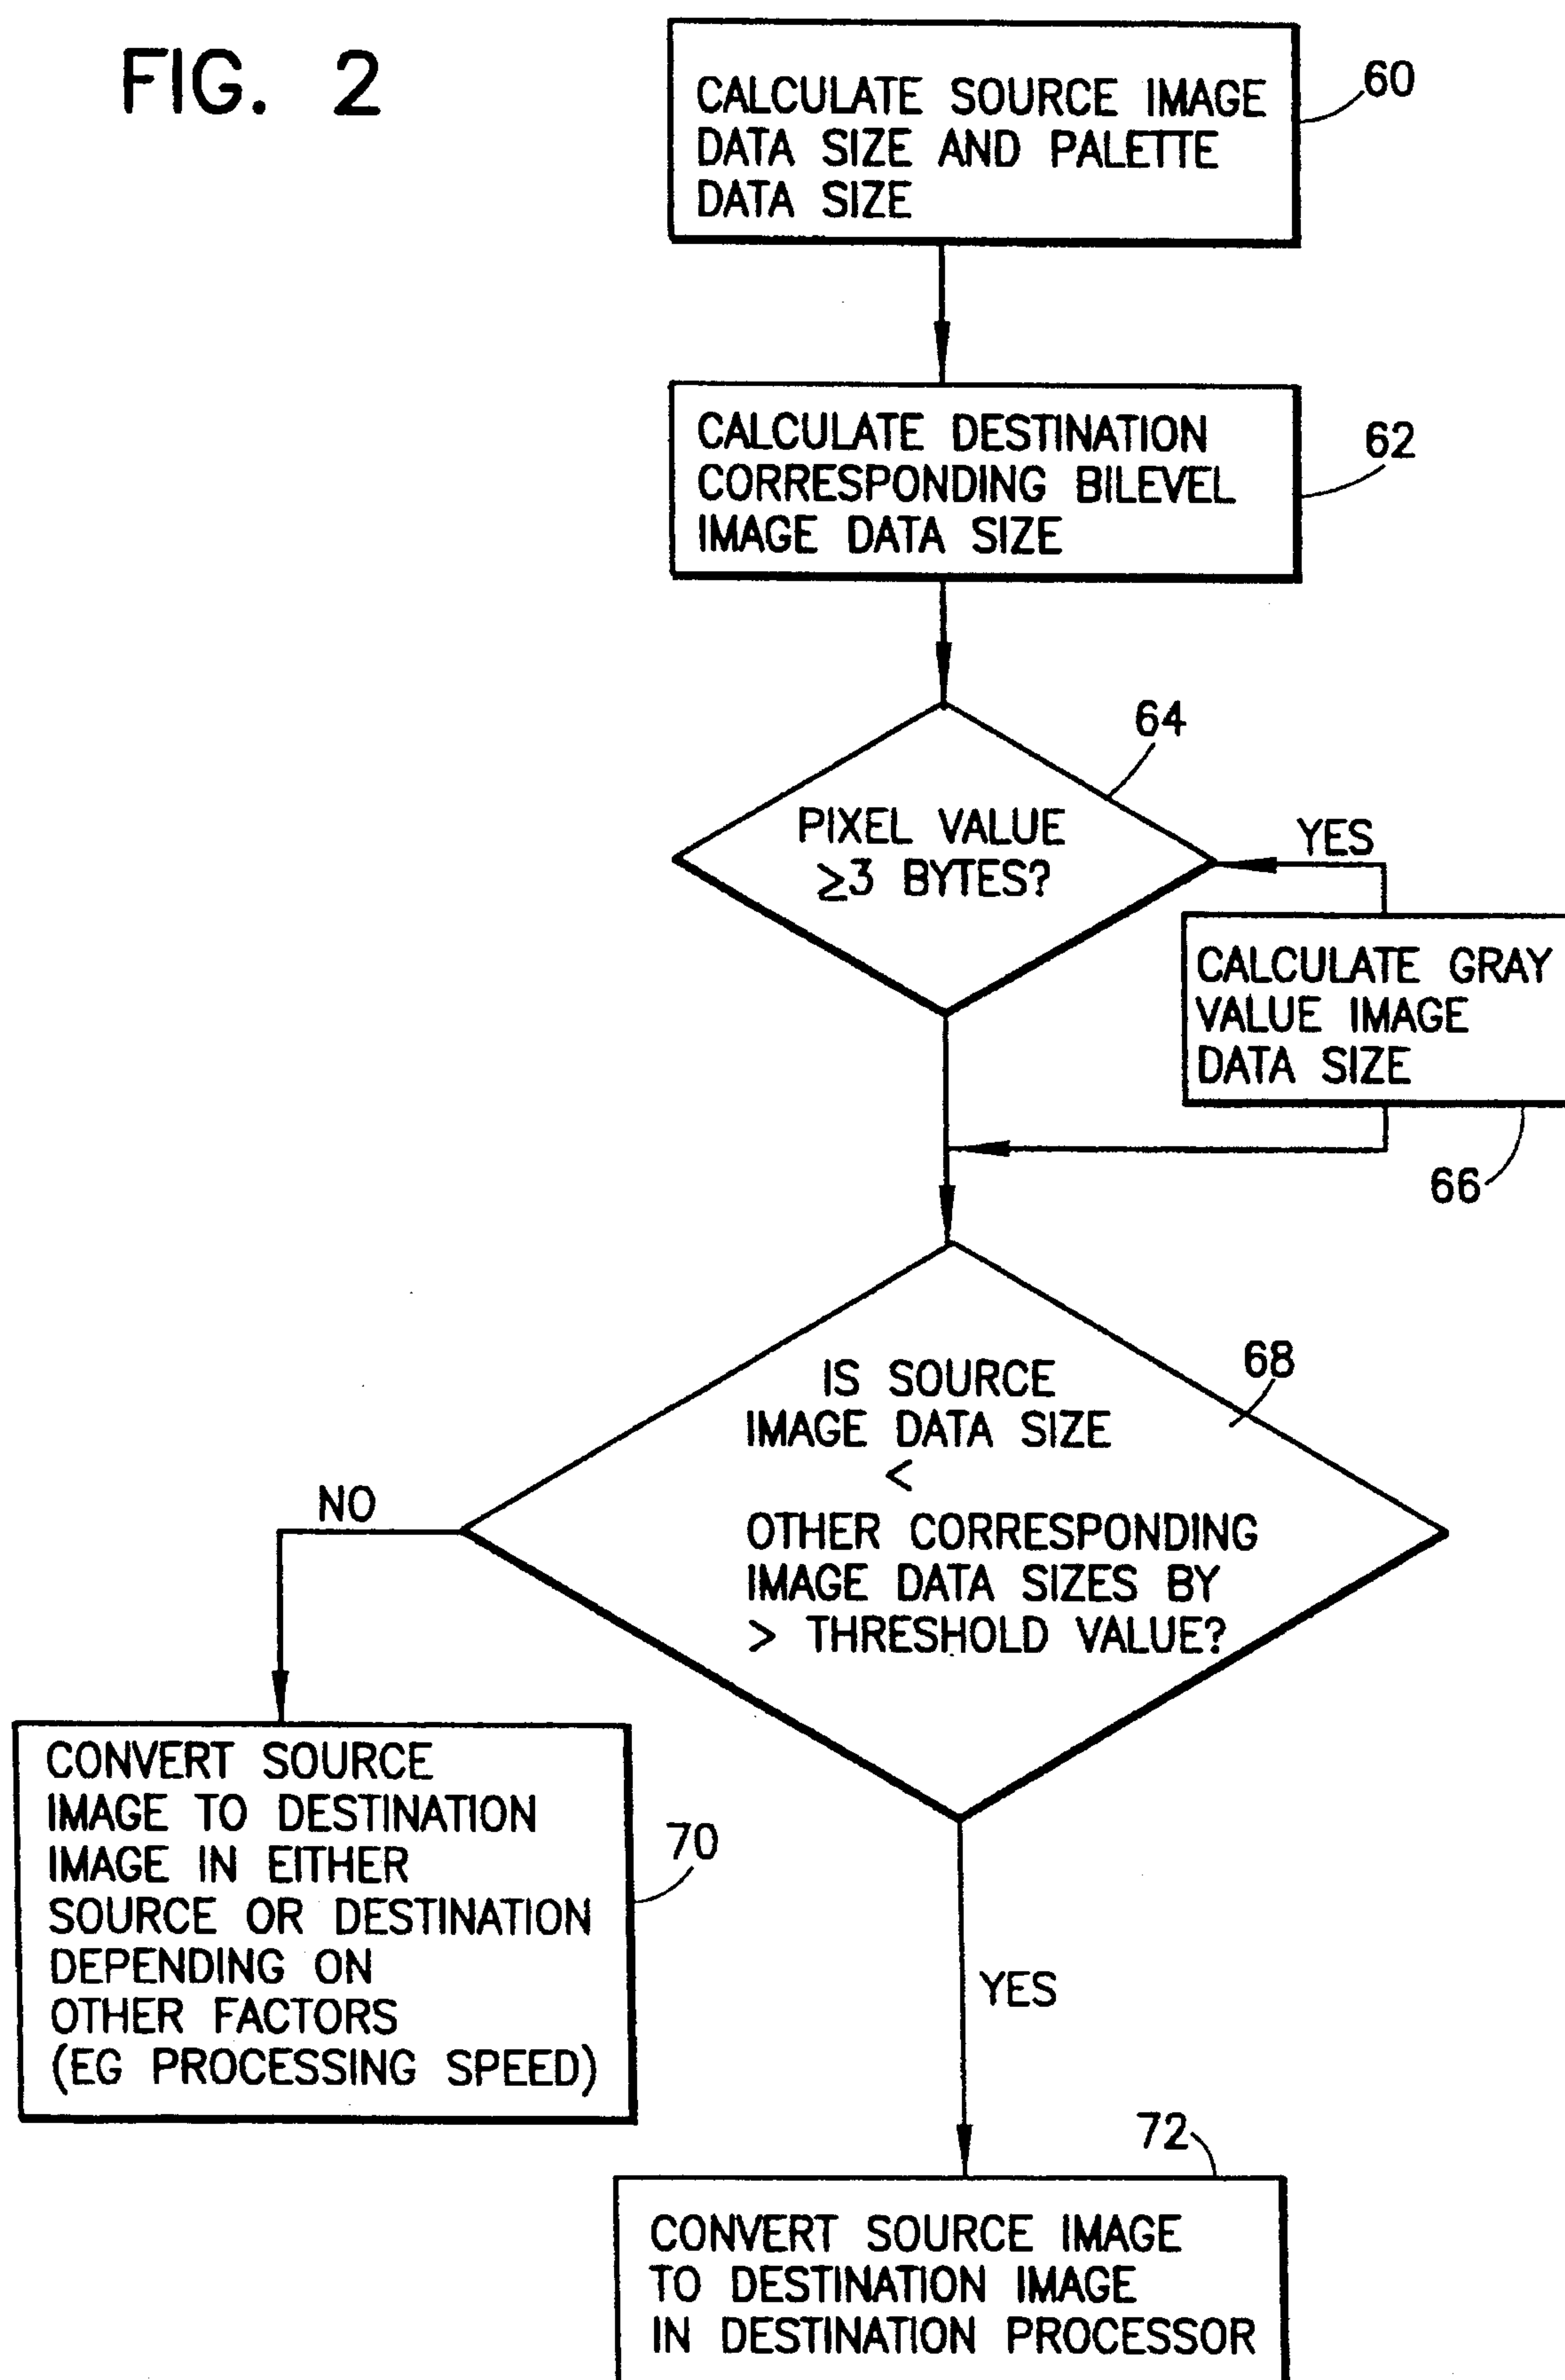 FIG. 2
CALCULATE SOURCE IMAGE
DATA SIZE AND PALETTE
DATA SIZE
60
CALCULATE DESTINATION
CORRESPONDING BILEVEL
IMAGE DATA SIZE
62
64
PIXEL VALUE
≥3 BYTES?
YES
CALCULATE GRAY
VALUE IMAGE
DATA SIZE
66
68
IS SOURCE
IMAGE DATA SIZE
<
OTHER CORRESPONDING
IMAGE DATA SIZES BY
> THRESHOLD VALUE?
NO
CONVERT SOURCE
IMAGE TO DESTINATION
IMAGE IN EITHER
SOURCE OR DESTINATION
DEPENDING ON
OTHER FACTORS
(EG PROCESSING SPEED)
70
YES
72
CONVERT SOURCE IMAGE
TO DESTINATION IMAGE
IN DESTINATION PROCESSOR